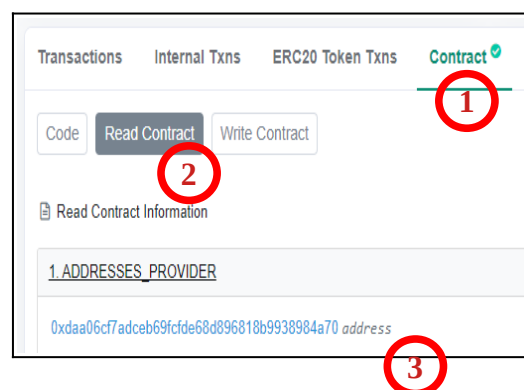 Transactions Internal Txns ERC20 Token Txns Contract
1
Code Read Contract Write Contract
2
Read Contract Information
1. ADDRESSES_PROVIDER
0xdaa06cf7adceb69fcfde68d896818b9938984a70 address
3